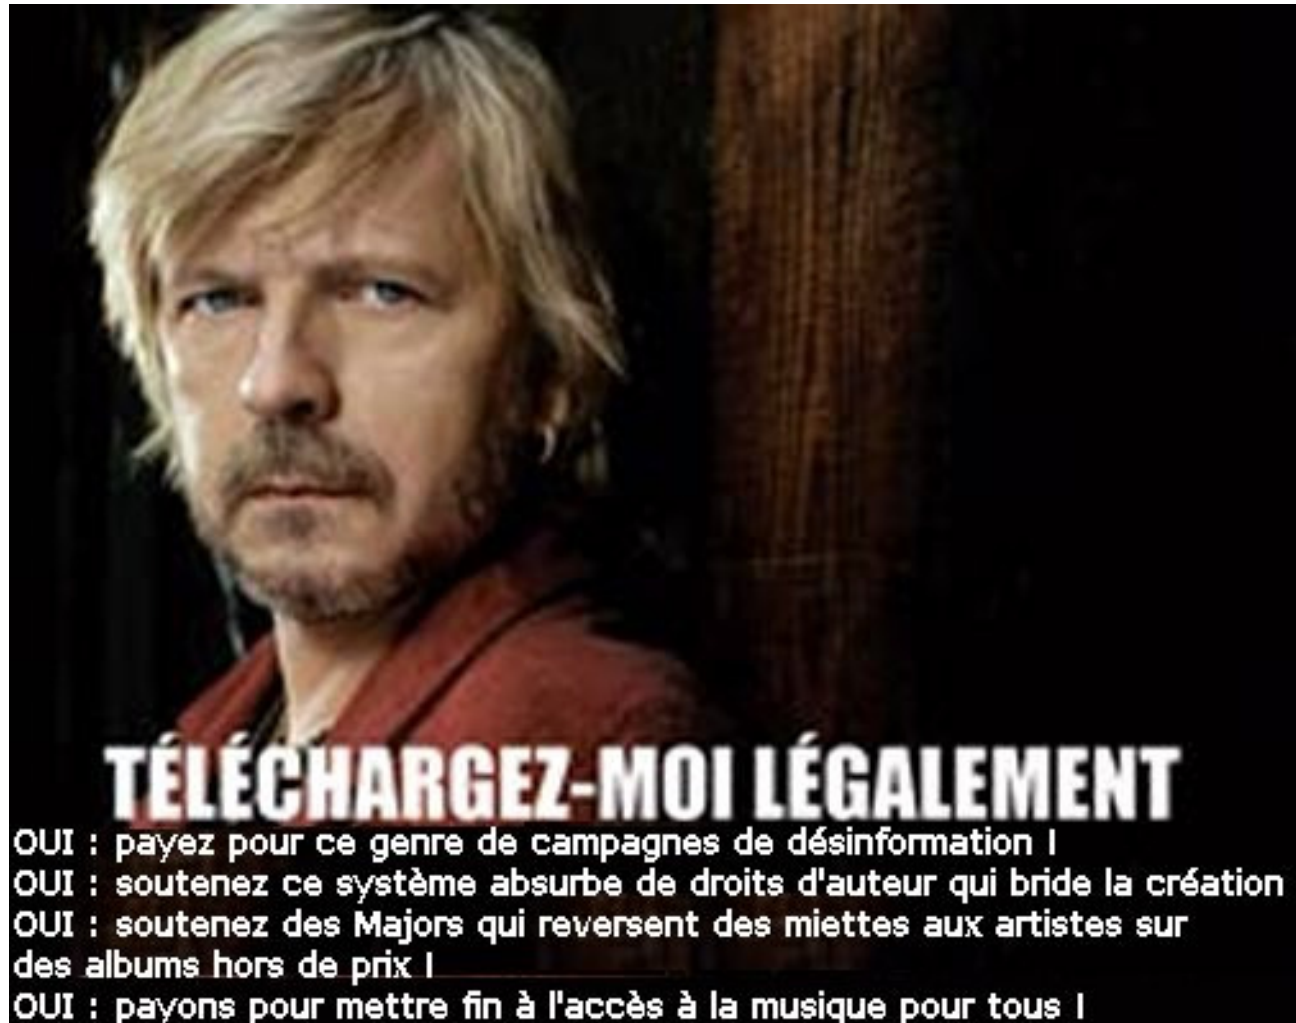 TÉLÉCHARGEZ-MOI LÉGALEMENT
OUI : payez pour ce genre de campagnes de désinformation !
OUI : soutenez ce système absurbe de droits d'auteur qui bride la création
OUI : soutenez des Majors qui reversent des miettes aux artistes sur
des albums hors de prix !
OUI : payons pour mettre fin à l'accès à la musique pour tous !